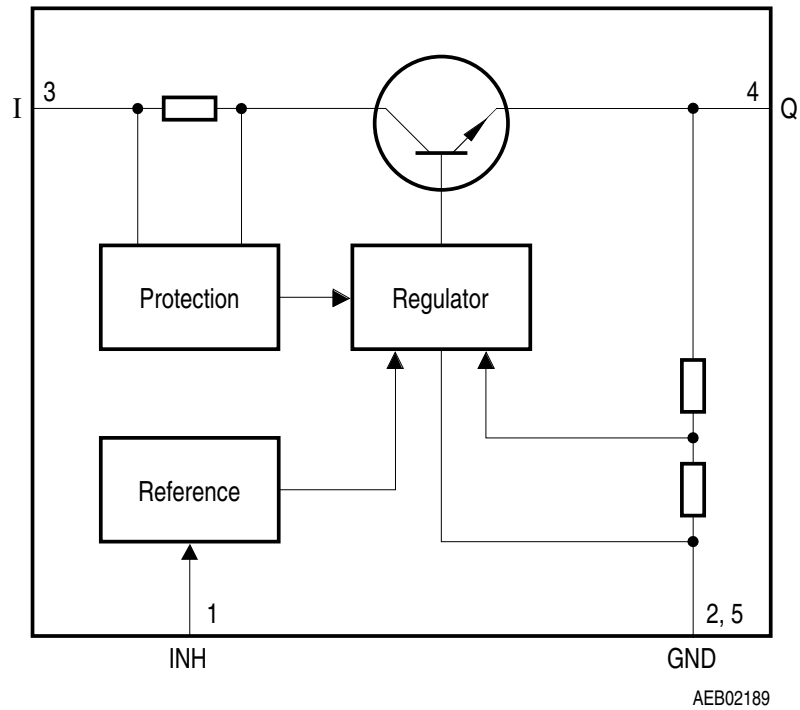 3
I
4
Q
Protection
Regulator
Reference
1
2, 5
INH
GND
AEB02189